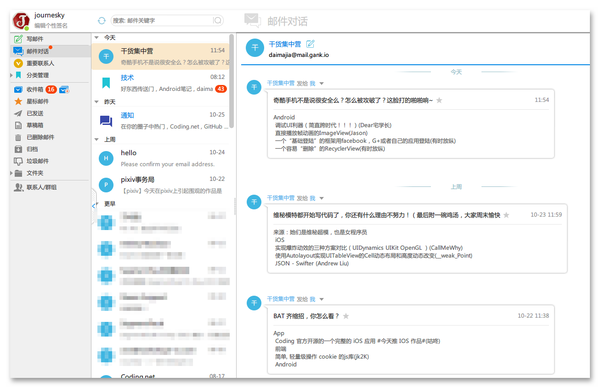 journesky
编辑个性签名
写邮件
邮件对话
重要联系人
分类管理
收件箱 16
星标邮件
已发送
草稿箱
已删除邮件
归档
垃圾邮件
文件夹
联系人/群组
搜索: 邮件关键字
今天
干
干货集中营 11:54
奇酷手机不是说很安全么？怎么被攻破了？这
技术 08:12
好东西传送门 , Android笔记 , daima 43
昨天
通知 10-25
在你的圈子中热门 , Coding.net , GitHub ...
上周
H
hello 10-24
Please confirm your email address.
P
pixiv事务局 10-22
【pixiv】今天在pixiv上引起围观的作品是
更早
Coding.net 08-12
邮件对话
干
干货集中营
daimajia@mail.gank.io
今天
干
干货集中营 发给 我
奇酷手机不是说很安全么？怎么被攻破了？这脸打的啪啪响~ 11:54
Android
调试UI利器（ 简直跨时代！！！ ) (Dear宅学长)
直接播放帧动画的ImageView(Jason)
一个“基础登陆”的框架用facebook , G+或者自己的应用登陆(有时放纵)
一个容易“删除”的RecyclerView(有时放纵)
上周
干
干货集中营 发给 我
维秘模特都开始写代码了，你还有什么理由不努力！（ 最后附一碗鸡汤，大家周末愉快 10-23 11:59
来源 : 她们是维秘超模，也是女程序员
iOS
实现爆炸动效的三种方案对比 ( UIDynamics UIKit OpenGL ) (CallMeWhy)
使用Autolayout实现UITableView的Cell动态布局和高度动态改变(__weak_Point)
JSON - Swifter (Andrew Liu)
干
干货集中营 发给 我
BAT 齐缩招，你怎么看？ 10-22 11:38
App
Coding 官方开源的一个完整的 iOS 应用 #今天推 IOS 作品#(咕咚)
前端
简单, 轻量级操作 cookie 的js库(jk2K)
Android